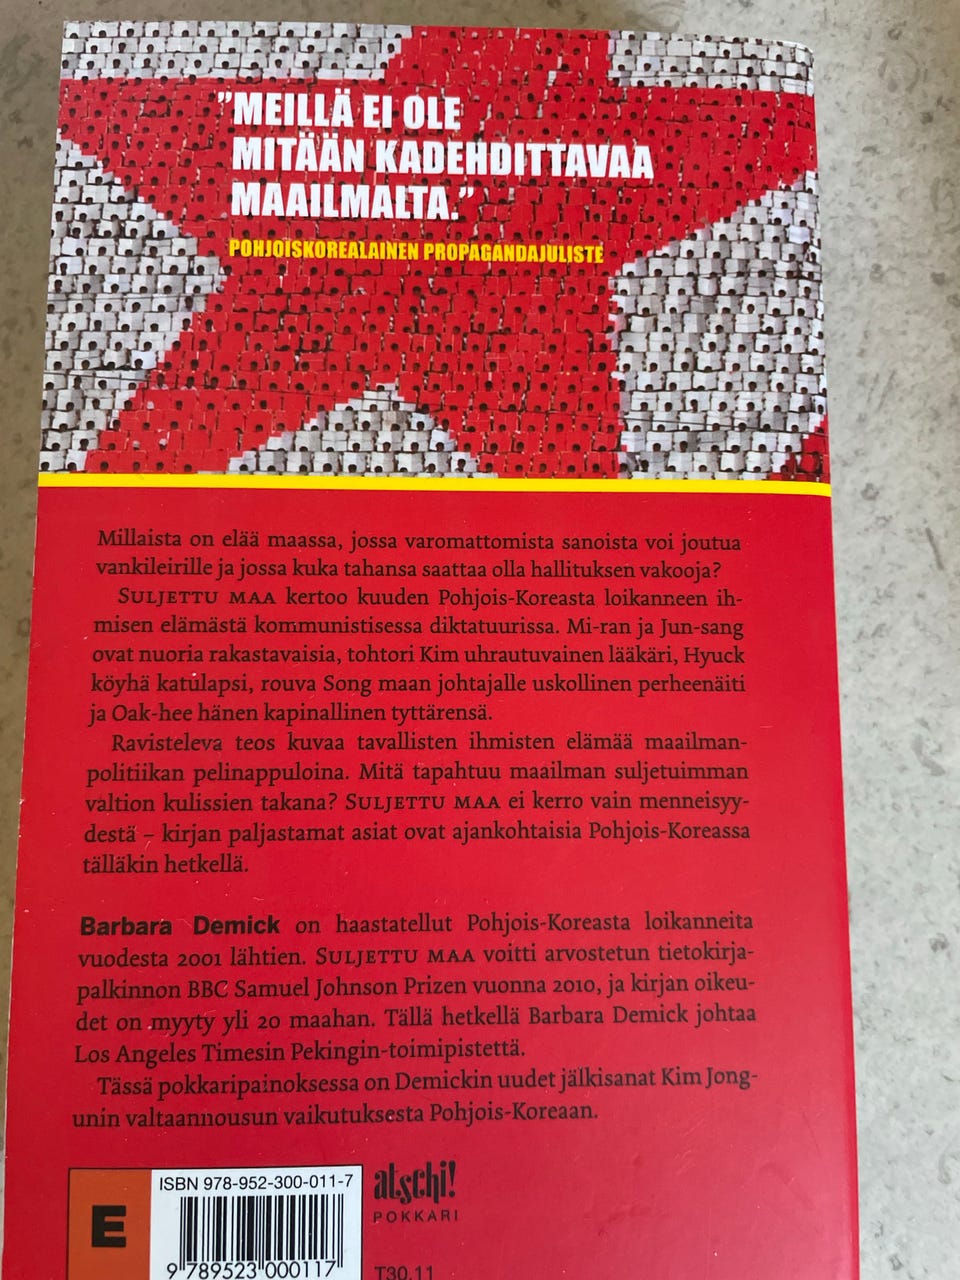 ”MEILLÄ EI OLE
MITÄÄN KADEHDITTAVAA
MAAILMALTA.”
POHJOISKOREALAINEN PROPAGANDAJULISTE
Millaista on elää maassa, jossa varomattomista sanoista voi joutua
vankileirille ja jossa kuka tahansa saattaa olla hallituksen vakooja?
SULJETTU MAA kertoo kuuden Pohjois-Koreasta loikanneen ih-
misen elämästä kommunistisessa diktatuurissa. Mi-ran ja Jun-sang
ovat nuoria rakastavaisia, tohtori Kim uhrautuvainen lääkäri, Hyuck
köyhä katulapsi, rouva Song maan johtajalle uskollinen perheenäiti
ja Oak-hee hänen kapinallinen tyttärensä.
Ravisteleva teos kuvaa tavallisten ihmisten elämää maailman-
politiikan pelinappuloina. Mitä tapahtuu maailman suljetuimman
valtion kulissien takana? SULJETTU MAA ei kerro vain menneisyy-
destä – kirjan paljastamat asiat ovat ajankohtaisia Pohjois-Koreassa
tälläkin hetkellä.
Barbara Demick on haastatellut Pohjois-Koreasta loikanneita
vuodesta 2001 lähtien. SULJETTU MAA voitti arvostetun tietokirja-
palkinnon BBC Samuel Johnson Prizen vuonna 2010, ja kirjan oikeu-
det on myyty yli 20 maahan. Tällä hetkellä Barbara Demick johtaa
Los Angeles Timesin Pekingin-toimipistettä.
Tässä pokkaripainoksessa on Demickin uudet jälkisanat Kim Jong-
unin valtaannousun vaikutuksesta Pohjois-Koreaan.
E
ISBN 978-952-300-011-7
9 789523 000117
atschi!
POKKARI
T30.11